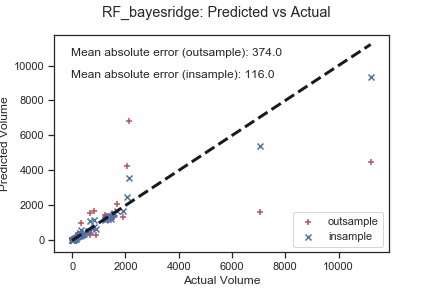 RF_bayesridge: Predicted vs Actual
Mean absolute error (outsample): 374.0
Mean absolute error (insample): 116.0
Predicted Volume
10000
8000
6000
4000
2000
0
outsample
insample
0 2000 4000 6000 8000 10000
Actual Volume